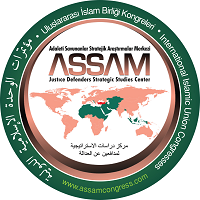 Uluslararası İslam Birliği Kongreleri
International Islamic Union Congresses
مؤتمرات الوحدة الإسلامية الدولية
Adaleti Savunanlar Stratejik Araştırmalar Merkezi
ASSAM
Justice Defenders Strategic Studies Center
مركز دراسات الاستراتيجية
لمدافعين عن العدالة
www.assamcongress.com